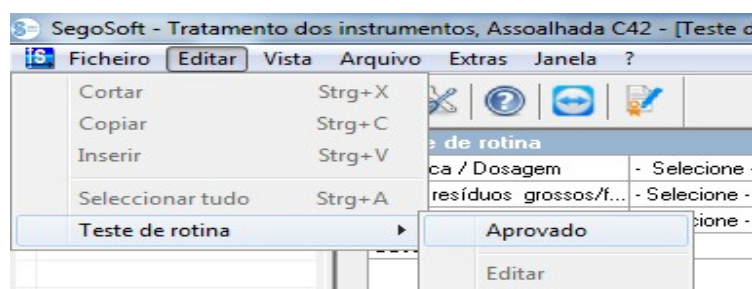 SegoSoft - Tratamento dos instrumentos, Assoalhada C42 - [Teste d
Ficheiro Editar Vista Arquivo Extras Janela ?
Cortar Strg+X
Copiar Strg+C
Inserir Strg+V
Seleccionar tudo Strg+A
Teste de rotina
Aprovado
Editar
de rotina
ca / Dosagem - Selecione -
resíduos grossos/f... - Selecione -
cione -